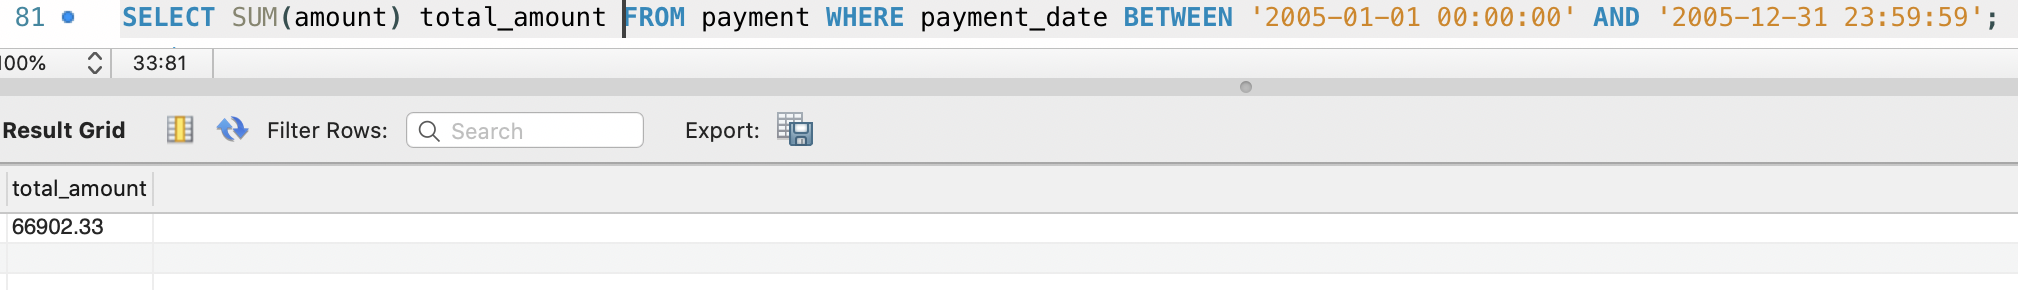 81 SELECT SUM(amount) total_amount FROM payment WHERE payment_date BETWEEN '2005-01-01 00:00:00' AND '2005-12-31 23:59:59';
100% 33:81
Result Grid Filter Rows: Search Export:
total_amount
66902.33